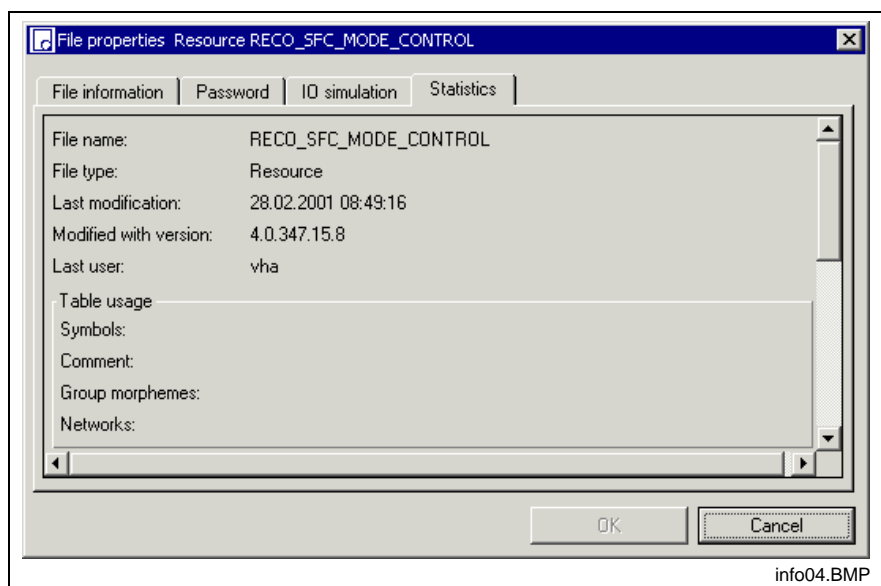 File properties Resource RECO_SFC_MODE_CONTROL
File information Password IO simulation Statistics
File name: RECO_SFC_MODE_CONTROL
File type: Resource
Last modification: 28.02.2001 08:49:16
Modified with version: 4.0.347.15.8
Last user: vha
Table usage
Symbols:
Comment:
Group morphemes:
Networks:
OK Cancel
info04.BMP